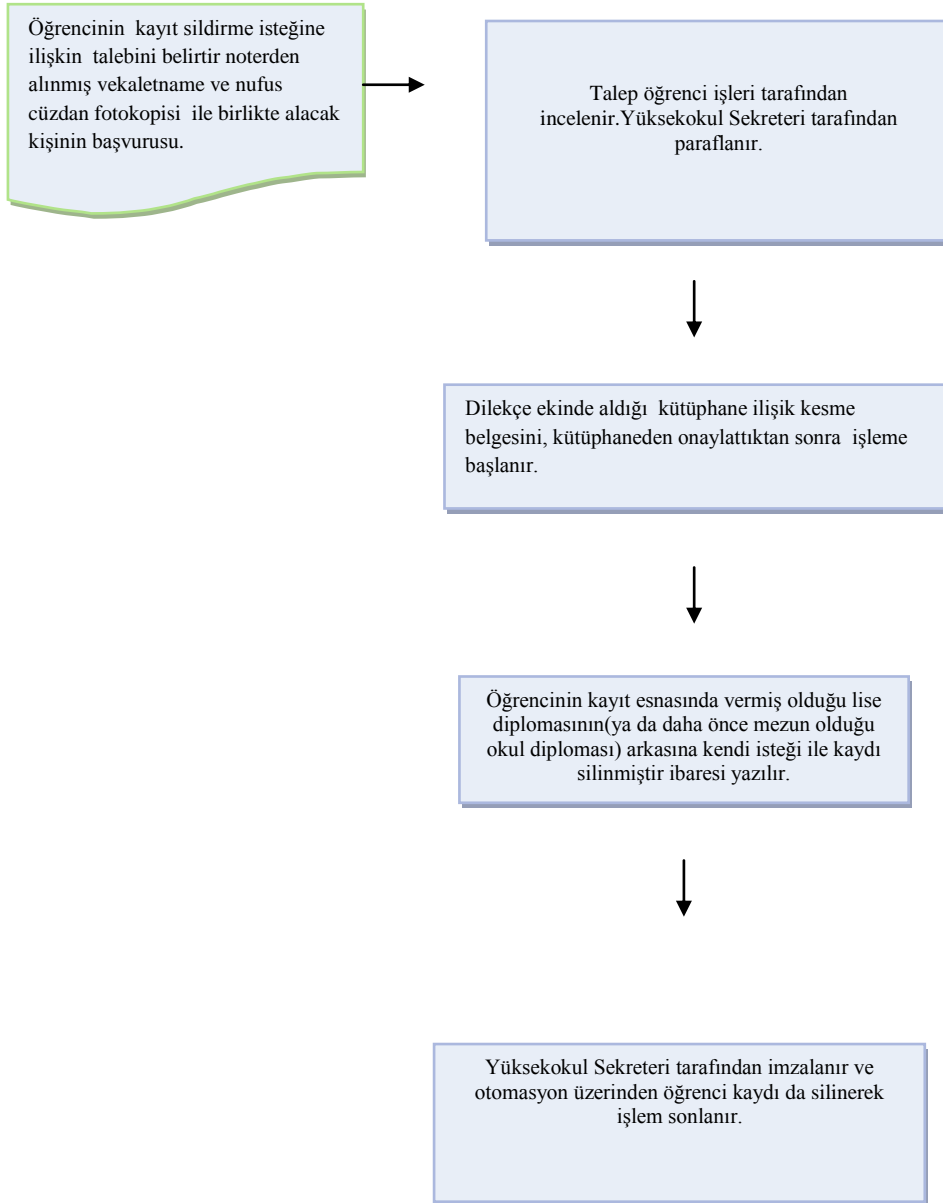 Öğrencinin kayıt sildirme isteğine
ilişkin talebini belirtir noterden
alınmış vekaletname ve nufus
cüzdan fotokopisi ile birlikte alacak
kişinin başvurusu.
Talep öğrenci işleri tarafından
incelenir.Yüksekokul Sekreteri tarafından
paraflanır.
Dilekçe ekinde aldığı kütüphane ilişik kesme
belgesini, kütüphaneden onaylattıktan sonra işleme
başlanır.
Öğrencinin kayıt esnasında vermiş olduğu lise
diplomasının(ya da daha önce mezun olduğu
okul diploması) arkasına kendi isteği ile kaydı
silinmiştir ibaresi yazılır.
Yüksekokul Sekreteri tarafından imzalanır ve
otomasyon üzerinden öğrenci kaydı da silinerek
işlem sonlanır.